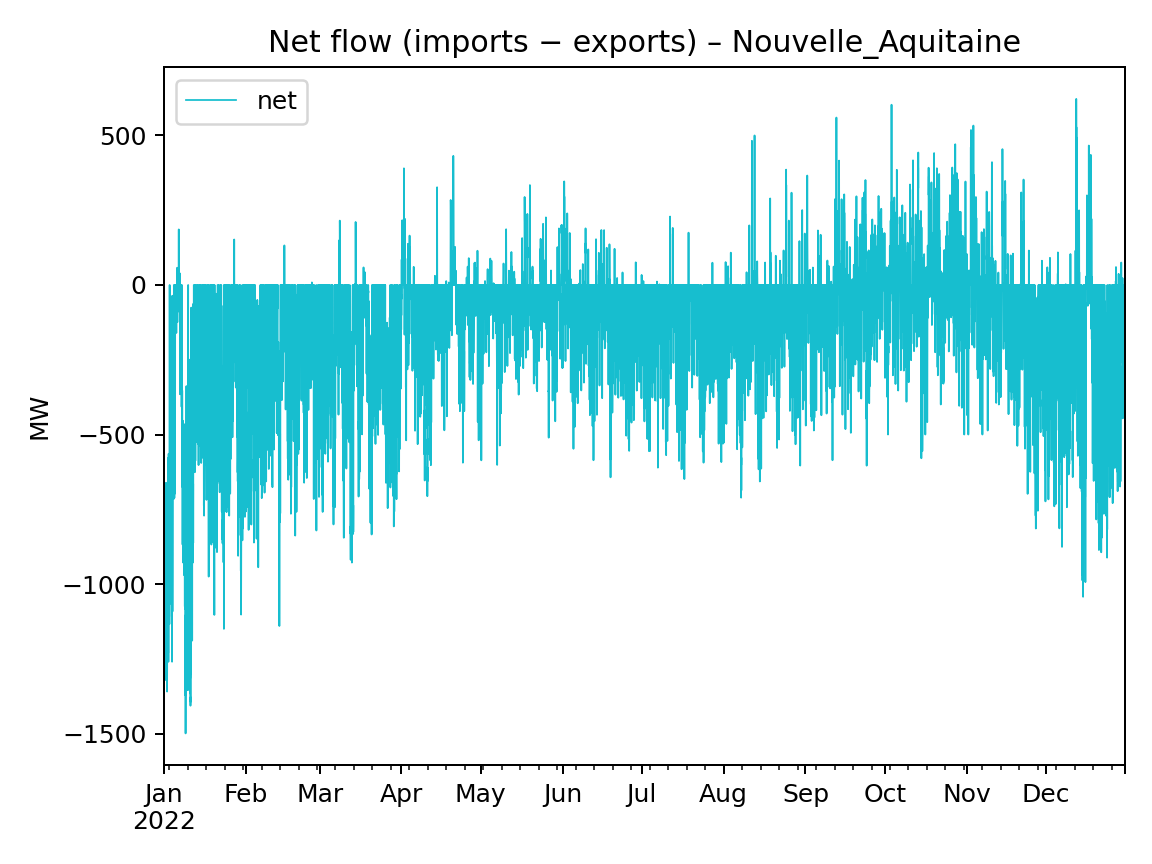 Net flow (imports − exports) – Nouvelle_Aquitaine
net
MW
500
0
−500
−1000
−1500
Jan Feb Mar Apr May Jun Jul Aug Sep Oct Nov Dec
2022